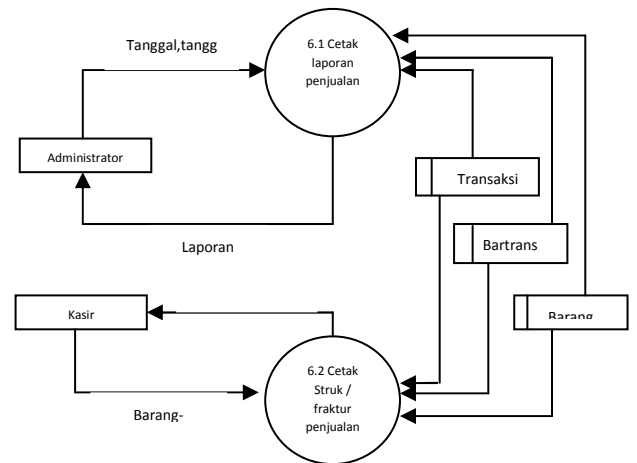 Tanggal,tangg
6.1 Cetak
laporan
penjualan
Administrator
Transaksi
Laporan
Bartrans
Kasir
Barang
6.2 Cetak
Struk /
fraktur
penjualan
Barang-